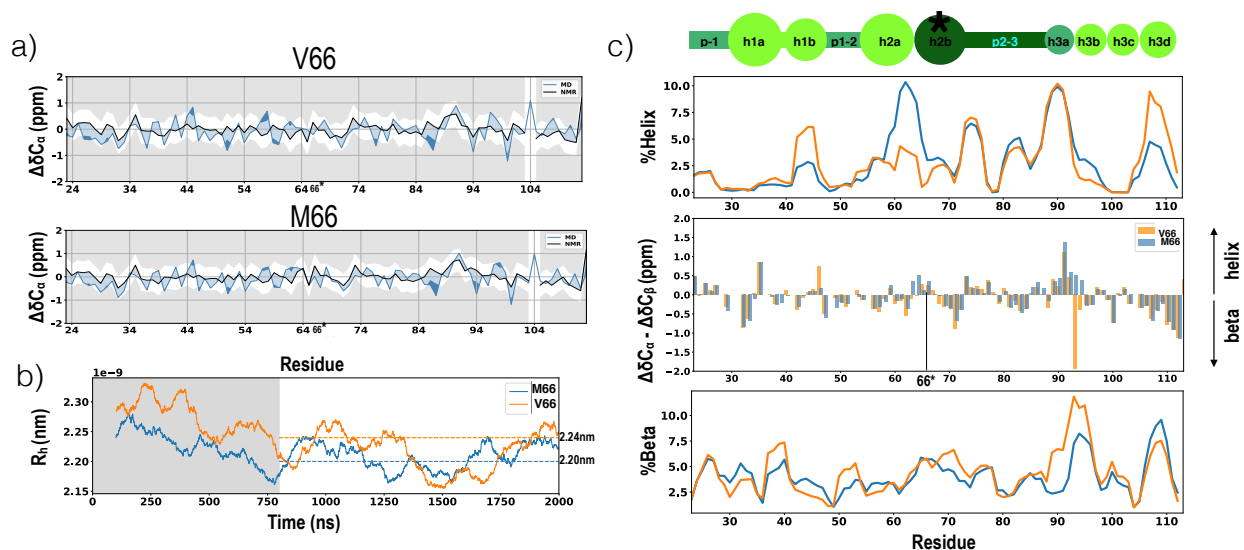 a)
V66
ΔδCα (ppm)
2
1
0
−1
−2
MD
NMR
24 34 44 54 64 66* 74 84 94 104
M66
ΔδCα (ppm)
2
1
0
−1
−2
MD
NMR
24 34 44 54 64 66* 74 84 94 104
Residue
b)
1e−9
Rh (nm)
2.30
2.25
2.20
2.15
M66
V66
2.24nm
2.20nm
0 250 500 750 1000 1250 1500 1750 2000
Time (ns)
c)
*
p-1 h1a h1b p1-2 h2a h2b p2-3 h3a h3b h3c h3d
%Helix
10.0
7.5
5.0
2.5
0.0
30 40 50 60 70 80 90 100 110
ΔδCα - ΔδCβ (ppm)
2.0
1.5
1.0
0.5
0.0
−0.5
−1.0
−1.5
−2.0
V66
M66
helix
beta
30 40 50 60 66* 70 80 90 100 110
%Beta
10.0
7.5
5.0
2.5
30 40 50 60 70 80 90 100 110
Residue